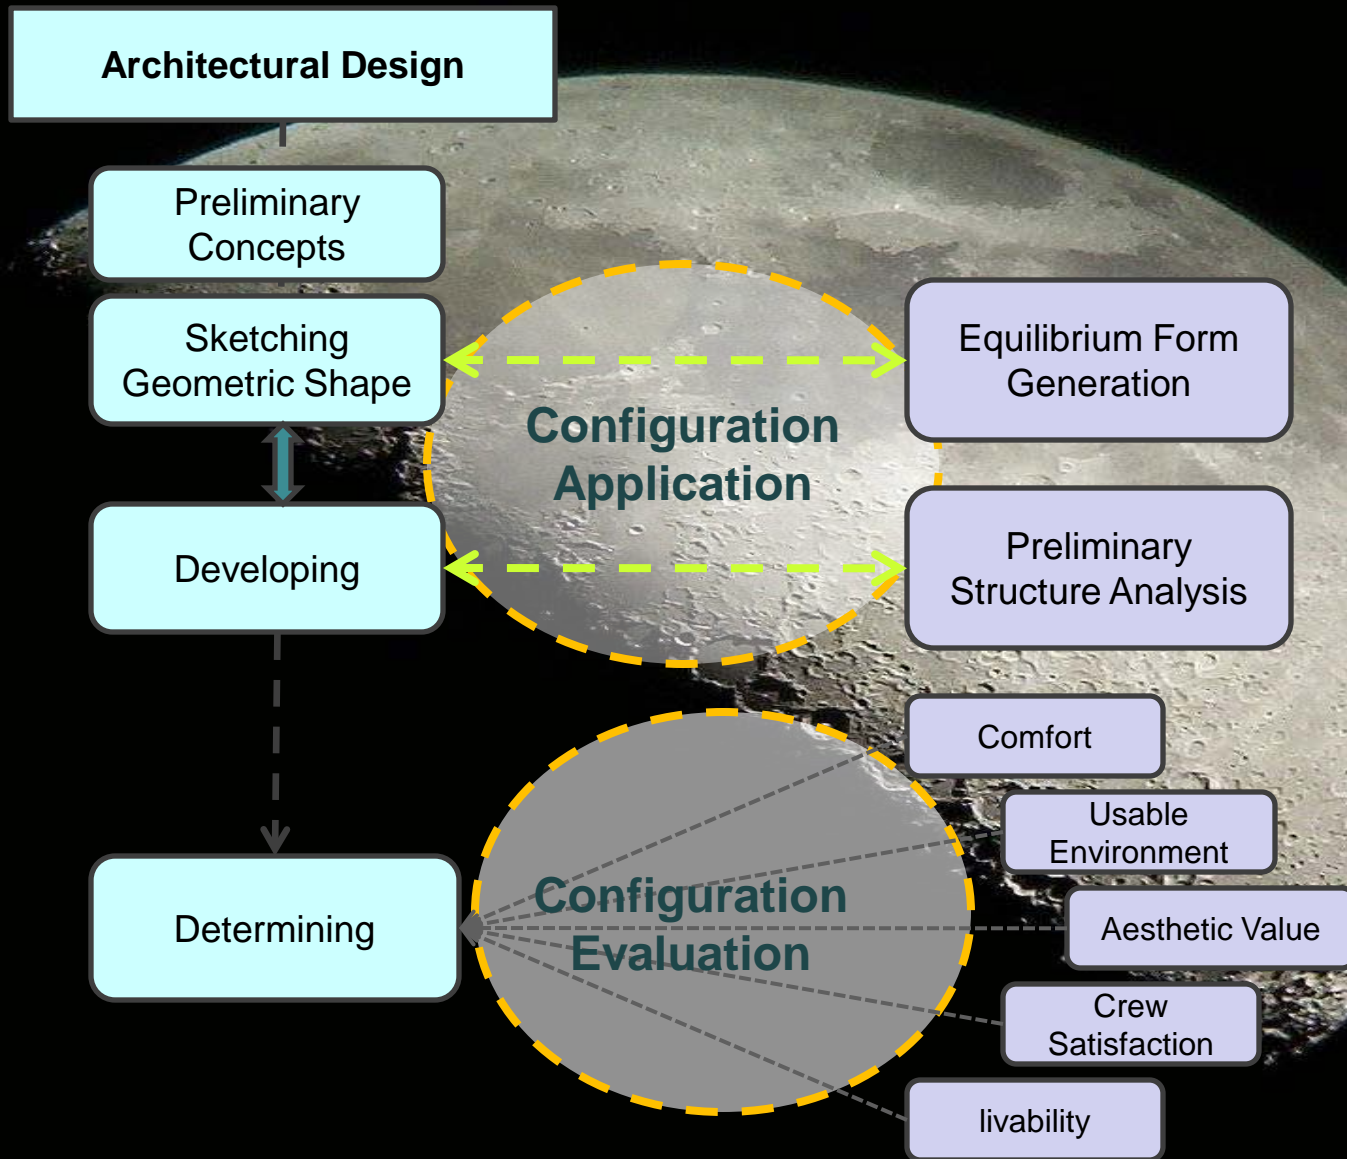 Architectural Design
Preliminary
Concepts
Sketching
Geometric Shape
Equilibrium Form
Generation
Configuration
Application
Developing
Preliminary
Structure Analysis
Comfort
Usable
Environment
Determining
Configuration
Evaluation
Aesthetic Value
Crew
Satisfaction
livability